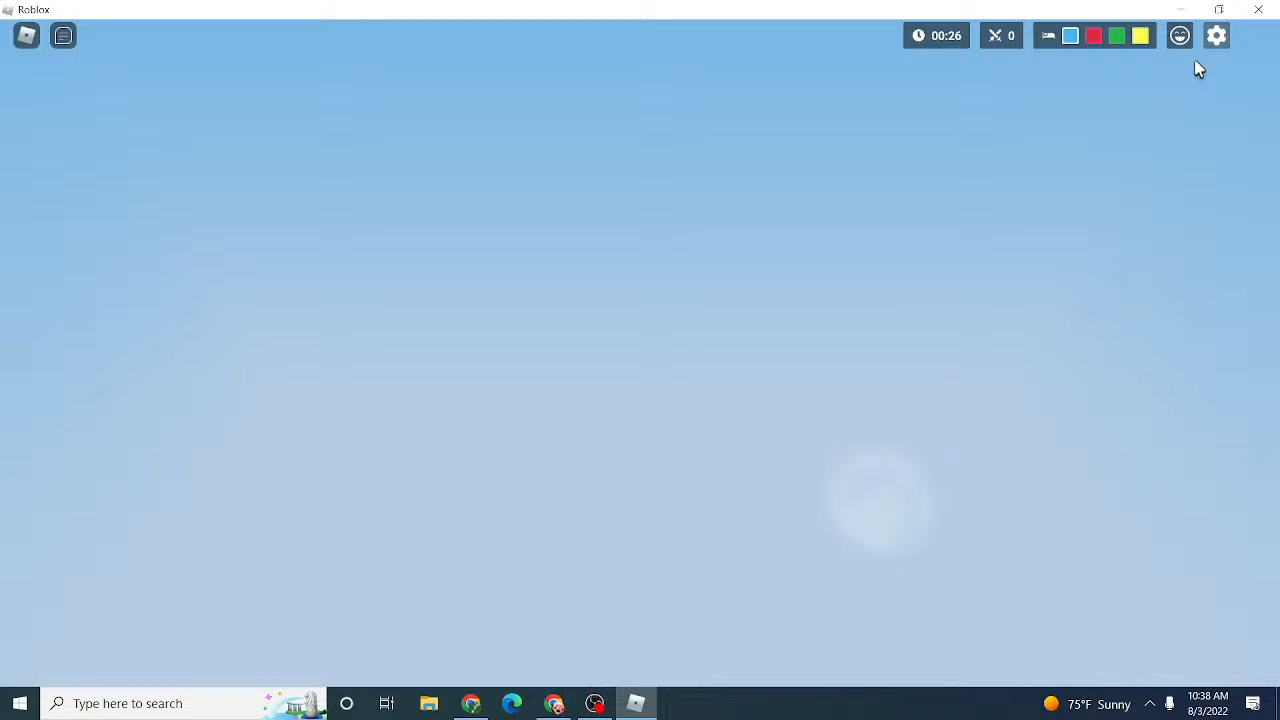 Roblox
00:26
0
Type here to search
75°F Sunny
10:38 AM
8/3/2022